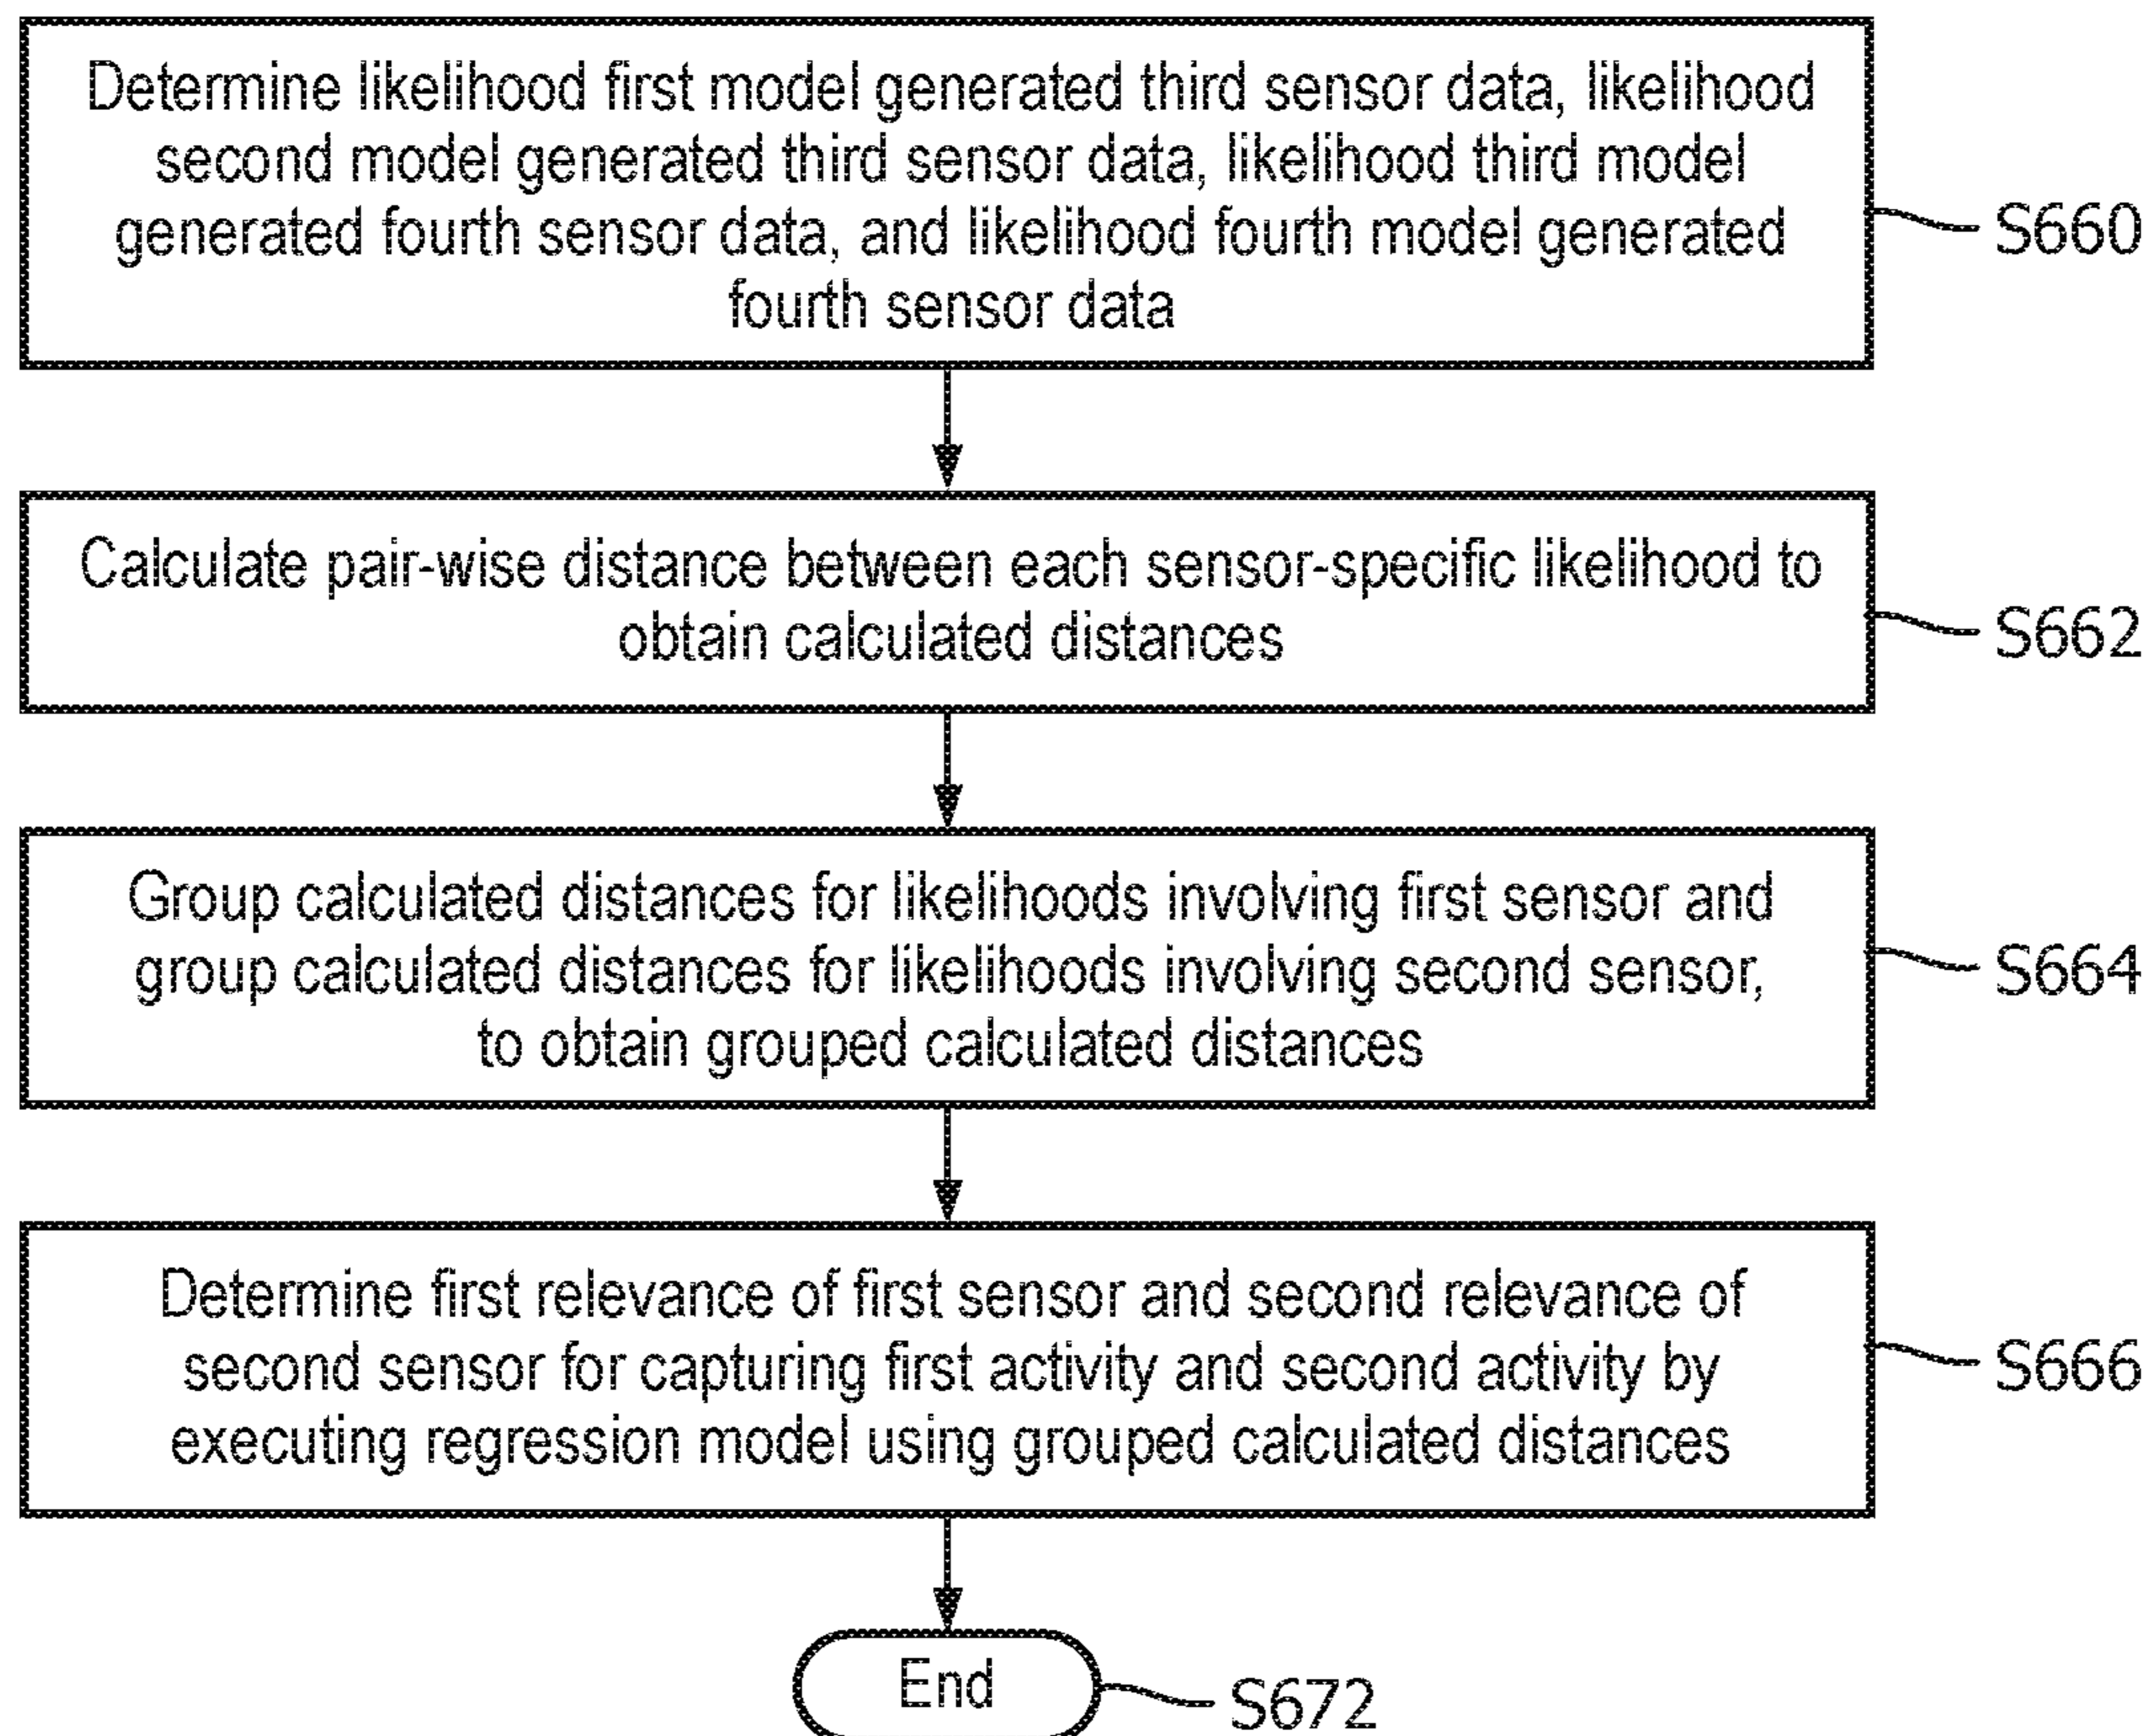 Determine likelihood first model generated third sensor data, likelihood
second model generated third sensor data, likelihood third model
generated fourth sensor data, and likelihood fourth model generated
fourth sensor data
S660
Calculate pair-wise distance between each sensor-specific likelihood to
obtain calculated distances
S662
Group calculated distances for likelihoods involving first sensor and
group calculated distances for likelihoods involving second sensor,
to obtain grouped calculated distances
S664
Determine first relevance of first sensor and second relevance of
second sensor for capturing first activity and second activity by
executing regression model using grouped calculated distances
S666
End
S672